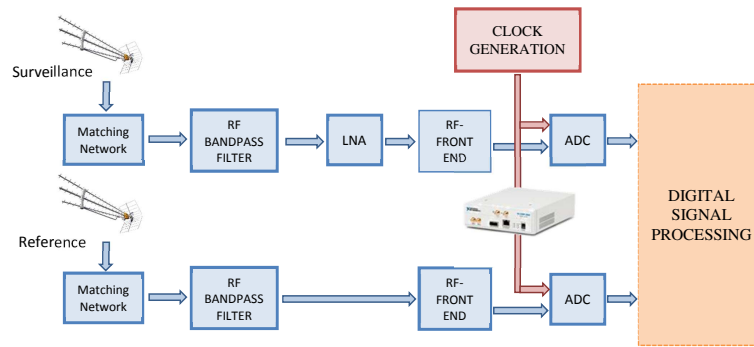 CLOCK
GENERATION
Surveillance
Matching
Network
RF
BANDPASS
FILTER
LNA
RF-
FRONT
END
ADC
Reference
Matching
Network
RF
BANDPASS
FILTER
RF-
FRONT
END
ADC
DIGITAL
SIGNAL
PROCESSING